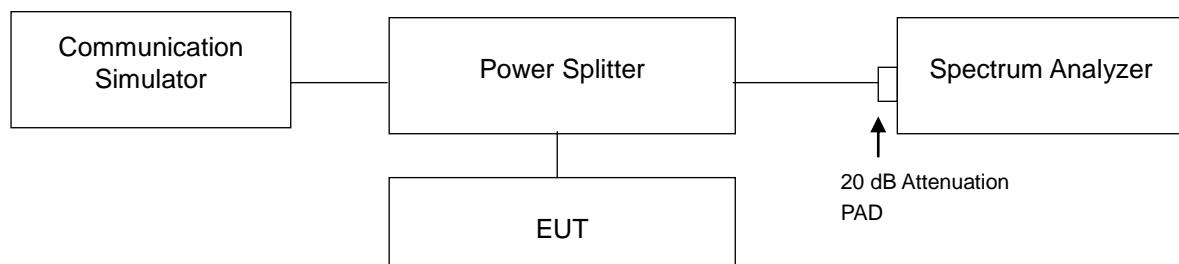 Communication
Simulator
Power Splitter
Spectrum Analyzer
20 dB Attenuation
PAD
EUT